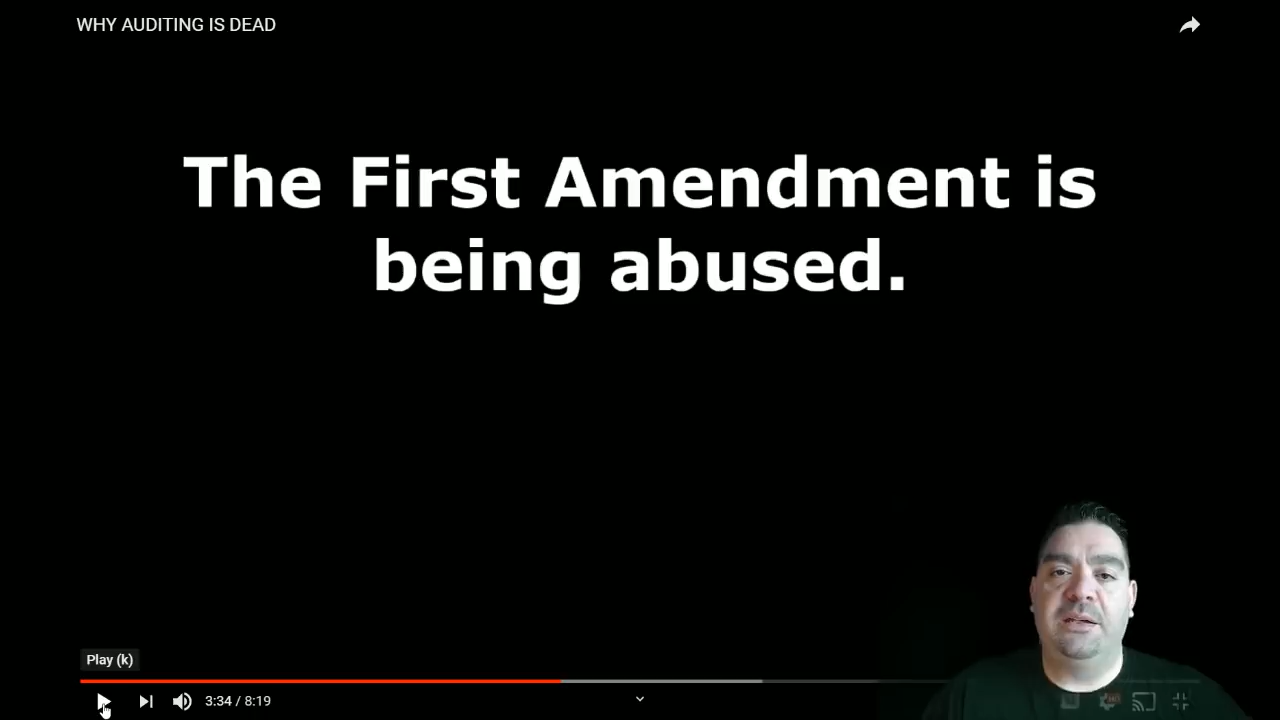 WHY AUDITING IS DEAD
The First Amendment is
being abused.
Play (k)
3:34 / 8:19